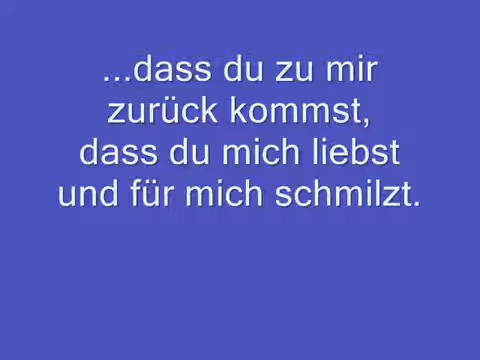 ...dass du zu mir
zurück kommst,
dass du mich liebst
und für mich schmilzt.